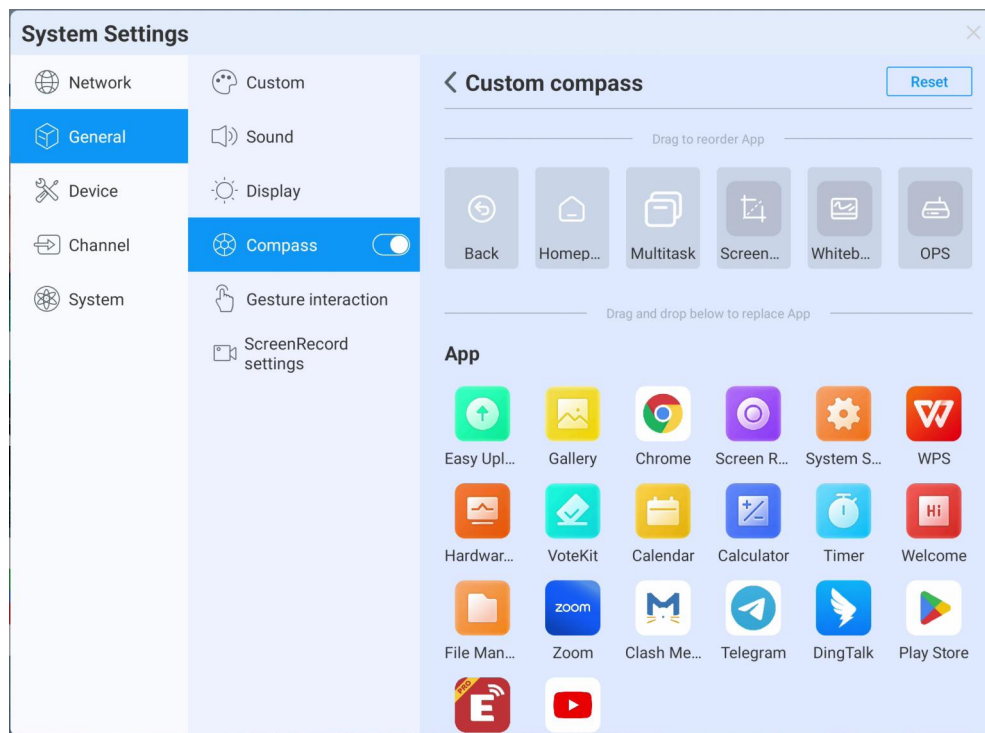 System Settings
Network
General
Device
Channel
System
Custom
Sound
Display
Compass
Gesture interaction
ScreenRecord
settings
Custom compass
Reset
Drag to reorder App
Back
Homep...
Multitask
Screen...
Whiteb...
OPS
Drag and drop below to replace App
App
Easy Upl...
Gallery
Chrome
Screen R...
System S...
WPS
Hi
Hardwar...
VoteKit
Calendar
Calculator
Timer
Welcome
zoom
File Man...
Zoom
Clash Me...
Telegram
DingTalk
Play Store
PRO
E